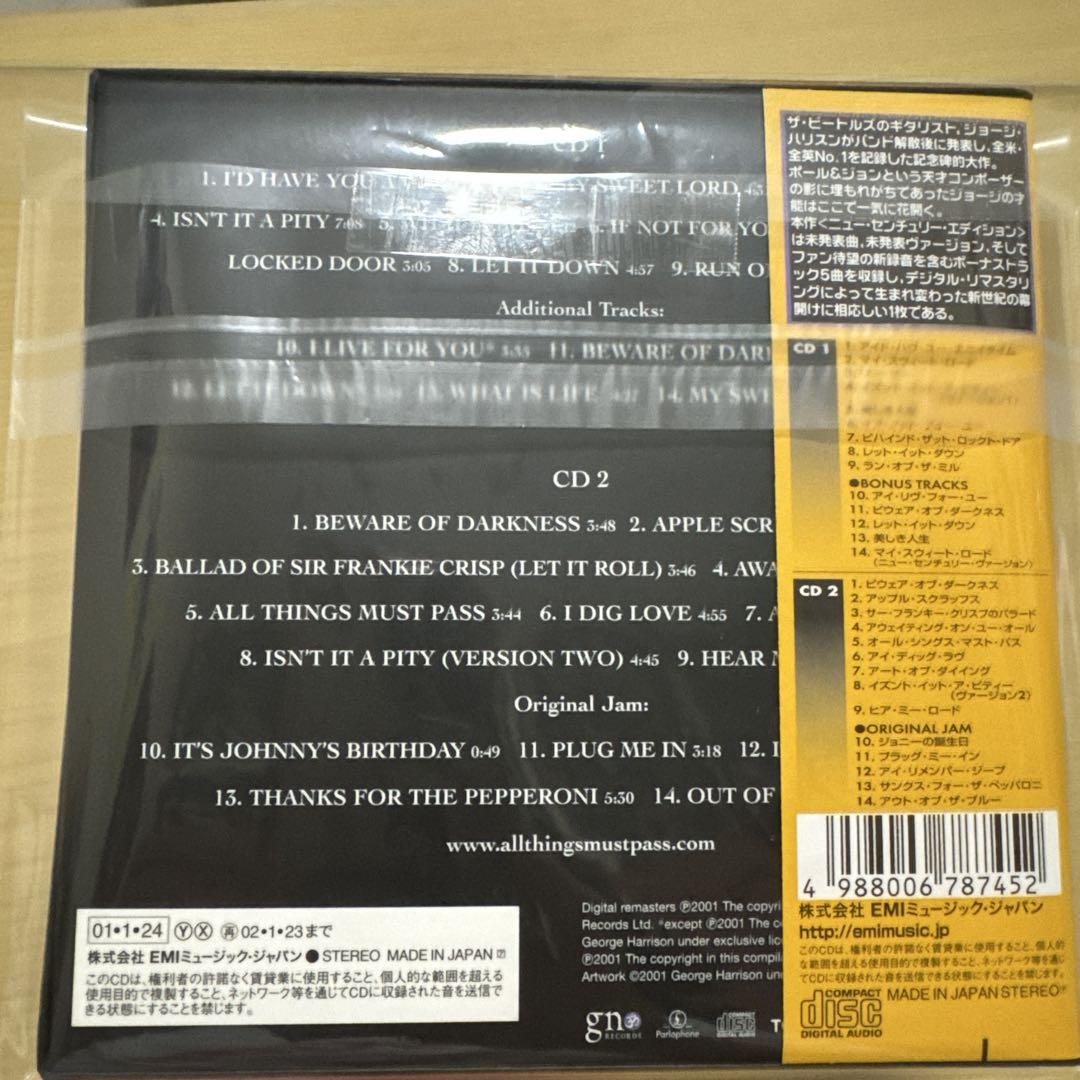 CD 1
1. I'D HAVE YOU SWEET LORD
4. ISN'T IT A PITY 7:08 6. IF NOT FOR YO
LOCKED DOOR 3:05 8. LET IT DOWN 4:57 9. RUN O
Additional Tracks:
10. I LIVE FOR YOU* 3:35 11. BEWARE OF DAR
12. LET IT DOWN 13. WHAT IS LIFE 4:27 14. MY SWE
CD 2
1. BEWARE OF DARKNESS 3:48 2. APPLE SCR
3. BALLAD OF SIR FRANKIE CRISP (LET IT ROLL) 3:46 4. AWA
5. ALL THINGS MUST PASS 3:44 6. I DIG LOVE 4:55 7. A
8. ISN'T IT A PITY (VERSION TWO) 4:45 9. HEAR
Original Jam:
10. IT'S JOHNNY'S BIRTHDAY 0:49 11. PLUG ME IN 3:18 12. I
13. THANKS FOR THE PEPPERONI 5:30 14. OUT OF
www.allthingsmustpass.com
Digital remasters ℗2001 The copyri
Records Ltd. *except ℗2001 The c
George Harrison under exclusive lic
℗2001 The copyright in this compil
Artwork ©2001 George Harrison un
gn RECORDS
Parlophone
COMPACT disc DIGITAL AUDIO
01•1•24 ⓎⓍ ㊣02•1•23まで
株式会社 EMIミュージック・ジャパン ●STEREO MADE IN JAPAN
このCDは、権利者の許諾なく賃貸業に使用すること、個人的な範囲を超える
使用目的で複製すること、ネットワーク等を通じてCDに収録された音を送信で
きる状態にすることを禁じます。
ザ・ビートルズのギタリスト、ジョージ・
ハリスンがバンド解散後に発表し、全米・
全英No.1を記録した記念碑的大作。
ポール&ジョンという天才コンポーザー
の影に埋もれがちであったジョージの才
能はここで一気に花開く。
本作<ニュー・センチュリー・エディション>
は未発表曲、未発表ヴァージョン、そして
ファン待望の新録音を含むボーナストラ
ック5曲を収録し、デジタル・リマスタリ
ングによって生まれ変わった新世紀の幕
開けに相応しい1枚である。
CD 1
2. マイ・スウィート・ロード
7. ビハインド・ザット・ロックト・ドア
8. レット・イット・ダウン
9. ラン・オブ・ザ・ミル
●BONUS TRACKS
10. アイ・リヴ・フォー・ユー
11. ビウェア・オブ・ダークネス
12. レット・イット・ダウン
13. 美しき人生
14. マイ・スウィート・ロード
(ニュー・センチュリー・ヴァージョン)
CD 2
1. ビウェア・オブ・ダークネス
2. アップル・スクラッフス
3. サー・フランキー・クリスプのバラード
4. アウェイティング・オン・ユー・オール
5. オール・シングス・マスト・パス
6. アイ・ディッグ・ラヴ
7. アート・オブ・ダイイング
8. イズント・イット・ア・ピティー
(ヴァージョン2)
9. ヒア・ミー・ロード
●ORIGINAL JAM
10. ジョニーの誕生日
11. プラッグ・ミー・イン
12. アイ・リメンバー・ジープ
13. サンクス・フォー・ザ・ペッパロニ
14. アウト・オブ・ザ・ブルー
4 988006 787452
株式会社 EMIミュージック・ジャパン
http://emimusic.jp
このCDは、権利者の許諾なく賃貸業に使用すること、個人的
な範囲を超える使用目的で複製すること、ネットワーク等を通じ
てCDに収録された音を送信できる状態にすることを禁じます。
COMPACT disc DIGITAL AUDIO MADE IN JAPAN STEREO